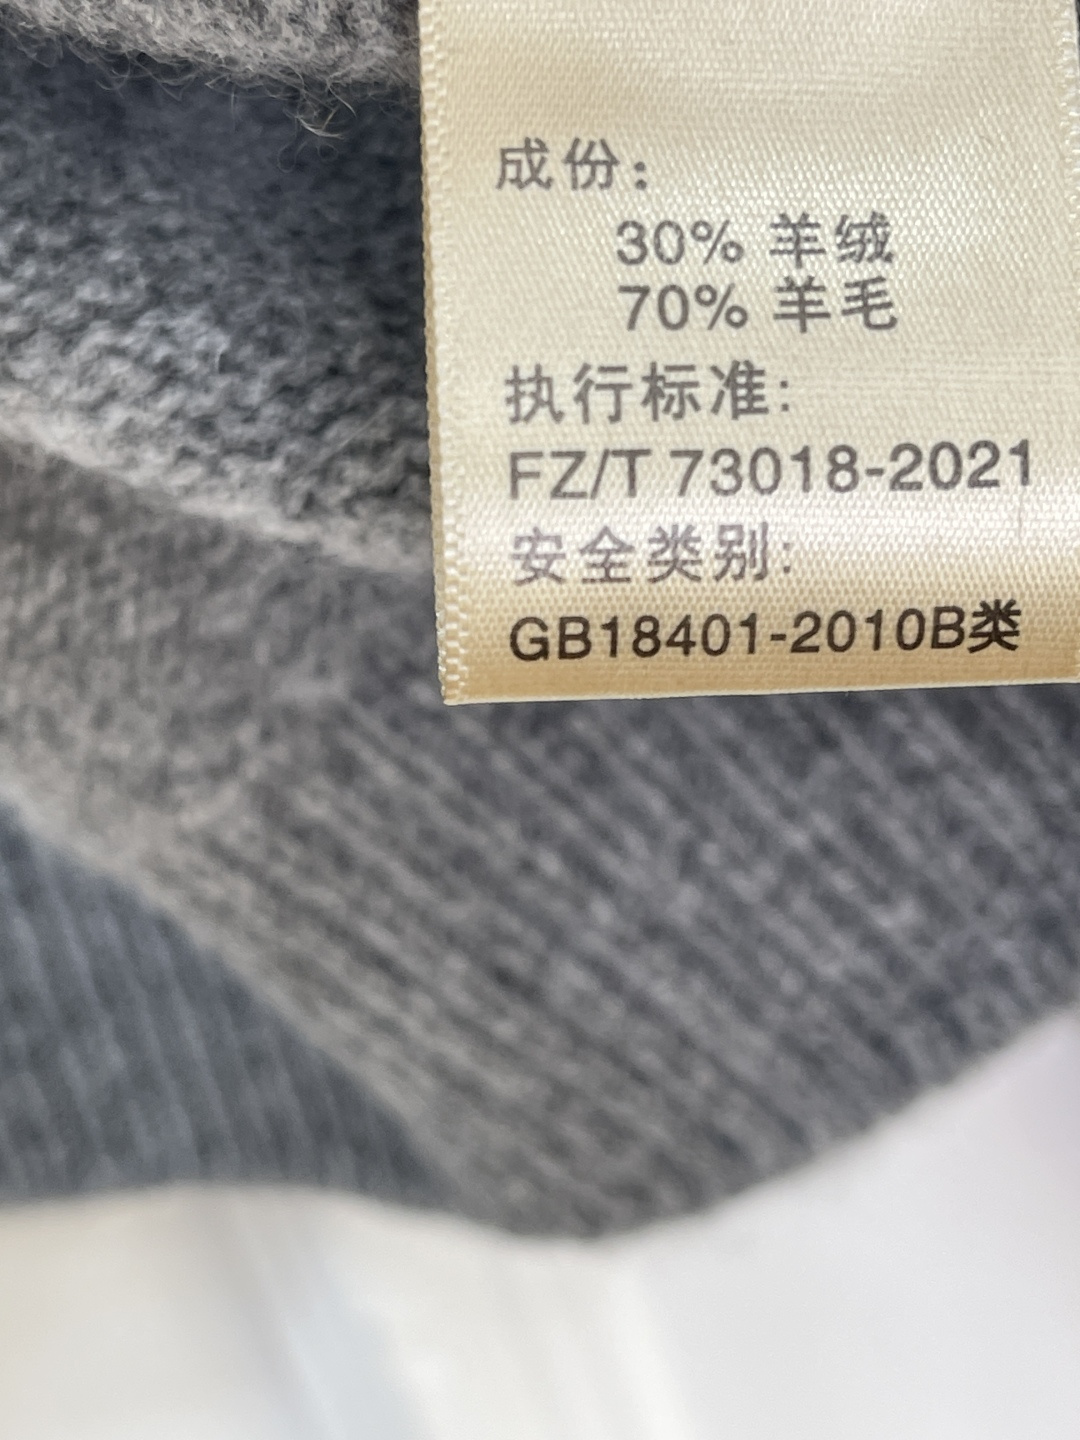 成份：
30% 羊绒
70% 羊毛
执行标准:
FZ/T 73018-2021
安全类别:
GB18401-2010B类